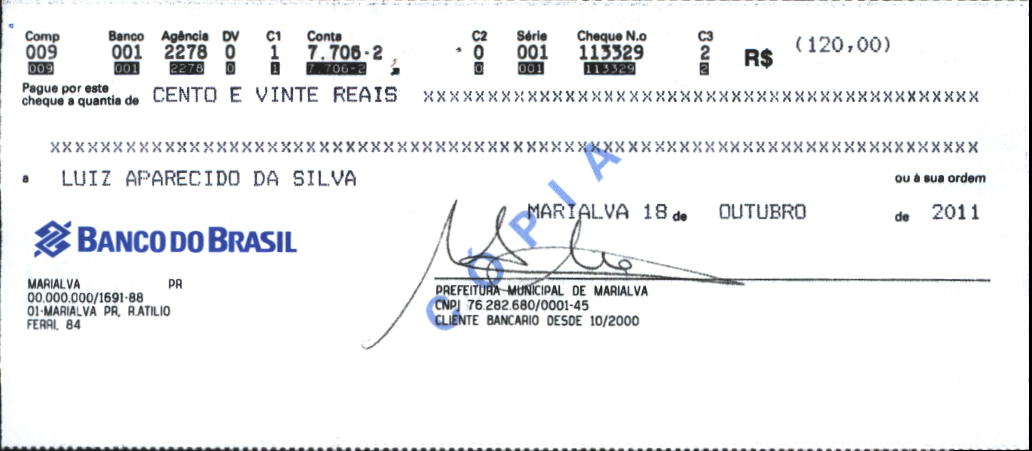 Comp Banco Agência DV C1 Conta C2 Série Cheque N.o C3
009 001 2278 0 1 7.706-2 0 001 113329 2 R$ (120,00)
009 001 2278 0 1 7.706-2 0 001 113329 2
Pague por este
cheque a quantia de CENTO E VINTE REAIS XXXXXXXXXXXXXXXXXXXXXXXXXXXXXXXXXXXXXXXXXXXXXXXXXXXXX
XXXXXXXXXXXXXXXXXXXXXXXXXXXXXXXXXXXXXXXXXXXXXXXXXXXXXXXXXXXXXXXXXXXXXXXXXXXXXXXXXXXXXXXX
a LUIZ APARECIDO DA SILVA ou à sua ordem
MARIALVA 18 de OUTUBRO de 2011
CÓPIA
BANCO DO BRASIL
MARIALVA PR
00.000.000/1691-88
01-MARIALVA PR, R.ATILIO
FERRI, 84
PREFEITURA MUNICIPAL DE MARIALVA
CNPJ 76.282.680/0001-45
CLIENTE BANCARIO DESDE 10/2000